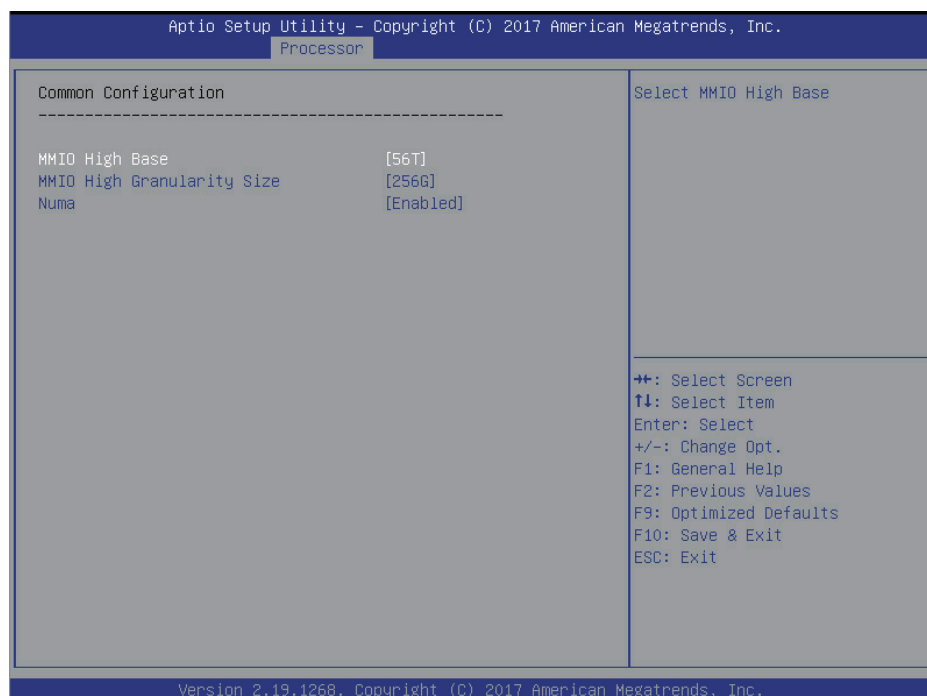 Aptio Setup Utility – Copyright (C) 2017 American Megatrends, Inc.
Processor
Common Configuration
--------------------------------------------------
Select MMIO High Base
MMIO High Base [56T]
MMIO High Granularity Size [256G]
Numa [Enabled]
→←: Select Screen
↑↓: Select Item
Enter: Select
+/-: Change Opt.
F1: General Help
F2: Previous Values
F9: Optimized Defaults
F10: Save & Exit
ESC: Exit
Version 2.19.1268. Copyright (C) 2017 American Megatrends, Inc.